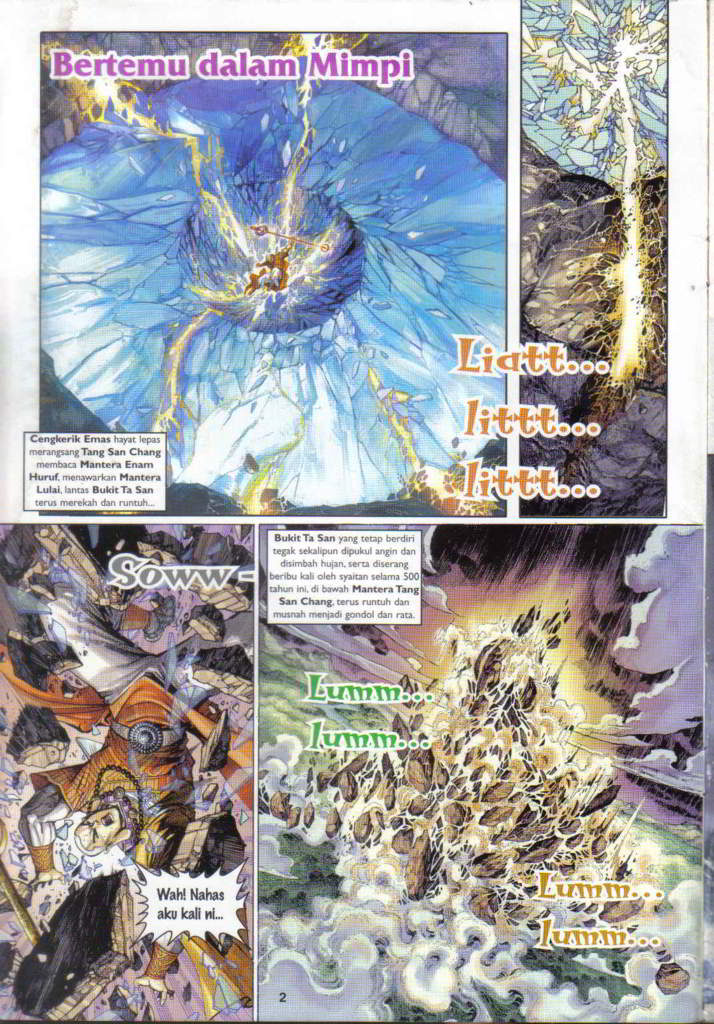 Bertemu dalam Mimpi
Liatt...
littt...
littt...
Cengkerik Emas hayat lepas
merangsang Tang San Chang
membaca Mantera Enam
Huruf, menawarkan Mantera
Lulai, lantas Bukit Ta San
terus merekah dan runtuh...
Soww-
Wah! Nahas
aku kali ni...
Bukit Ta San yang tetap berdiri
tegak sekalipun dipukul angin dan
disimbah hujan, serta diserang
beribu kali oleh syaitan selama 500
tahun ini, di bawah Mantera Tang
San Chang, terus runtuh dan
musnah menjadi gondol dan rata.
Lumm...
lumm...
Lumm...
lumm...
2